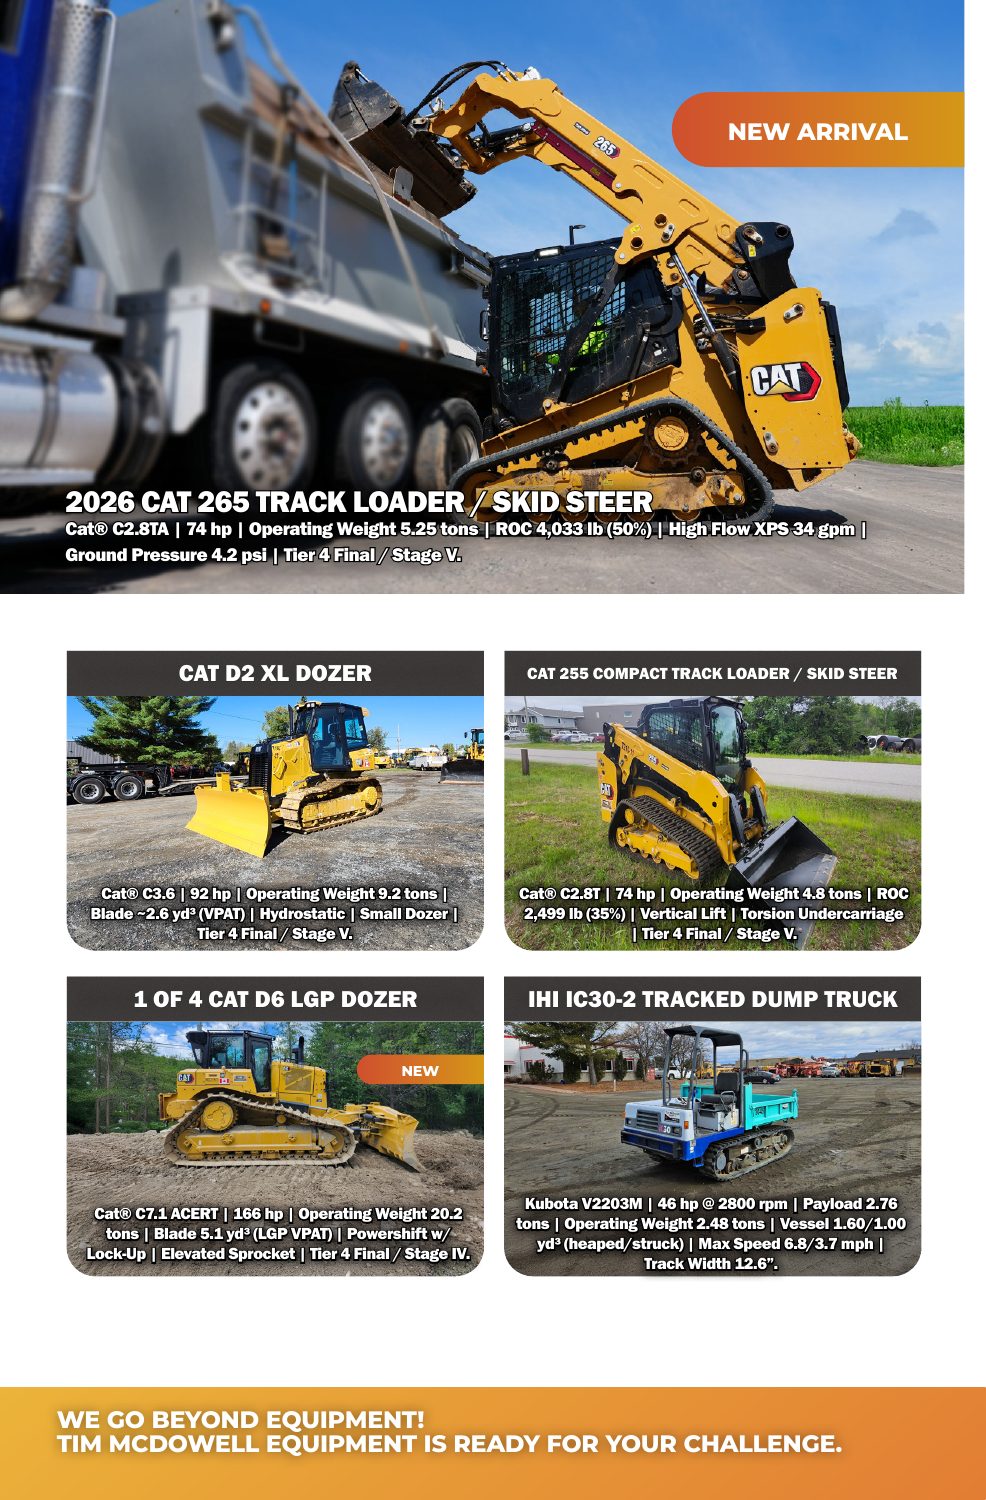 NEW ARRIVAL
265
CAT
2026 CAT 265 TRACK LOADER / SKID STEER
Cat® C2.8TA | 74 hp | Operating Weight 5.25 tons | ROC 4,033 lb (50%) | High Flow XPS 34 gpm |
Ground Pressure 4.2 psi | Tier 4 Final / Stage V.
CAT D2 XL DOZER
Cat® C3.6 | 92 hp | Operating Weight 9.2 tons |
Blade ~2.6 yd³ (VPAT) | Hydrostatic | Small Dozer |
Tier 4 Final / Stage V.
CAT 255 COMPACT TRACK LOADER / SKID STEER
255
CAT
Cat® C2.8T | 74 hp | Operating Weight 4.8 tons | ROC
2,499 lb (35%) | Vertical Lift | Torsion Undercarriage
| Tier 4 Final / Stage V.
1 OF 4 CAT D6 LGP DOZER
NEW
CAT
Cat® C7.1 ACERT | 166 hp | Operating Weight 20.2
tons | Blade 5.1 yd³ (LGP VPAT) | Powershift w/
Lock-Up | Elevated Sprocket | Tier 4 Final / Stage IV.
IHI IC30-2 TRACKED DUMP TRUCK
Kubota V2203M | 46 hp @ 2800 rpm | Payload 2.76
tons | Operating Weight 2.48 tons | Vessel 1.60/1.00
yd³ (heaped/struck) | Max Speed 6.8/3.7 mph |
Track Width 12.6”.
WE GO BEYOND EQUIPMENT!
TIM MCDOWELL EQUIPMENT IS READY FOR YOUR CHALLENGE.